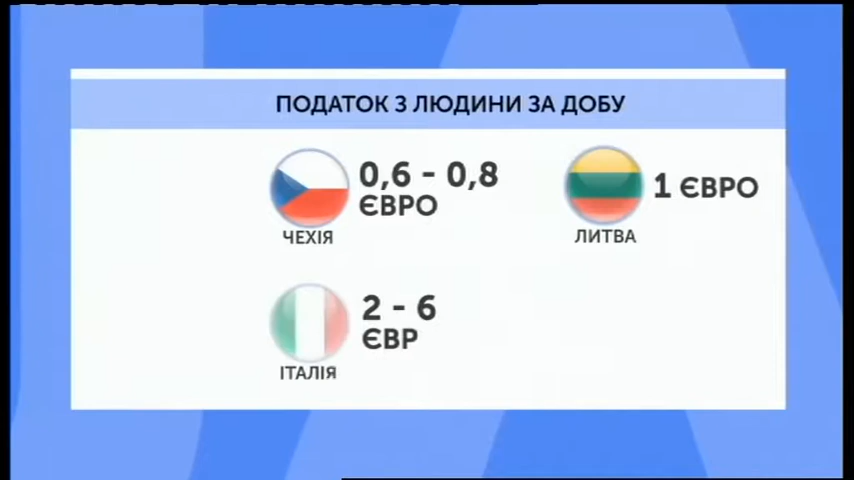 ПОДАТОК З ЛЮДИНИ ЗА ДОБУ
0,6 - 0,8
ЄВРО
ЧЕХІЯ
1 ЄВРО
ЛИТВА
2 - 6
ЄВР
ІТАЛІЯ